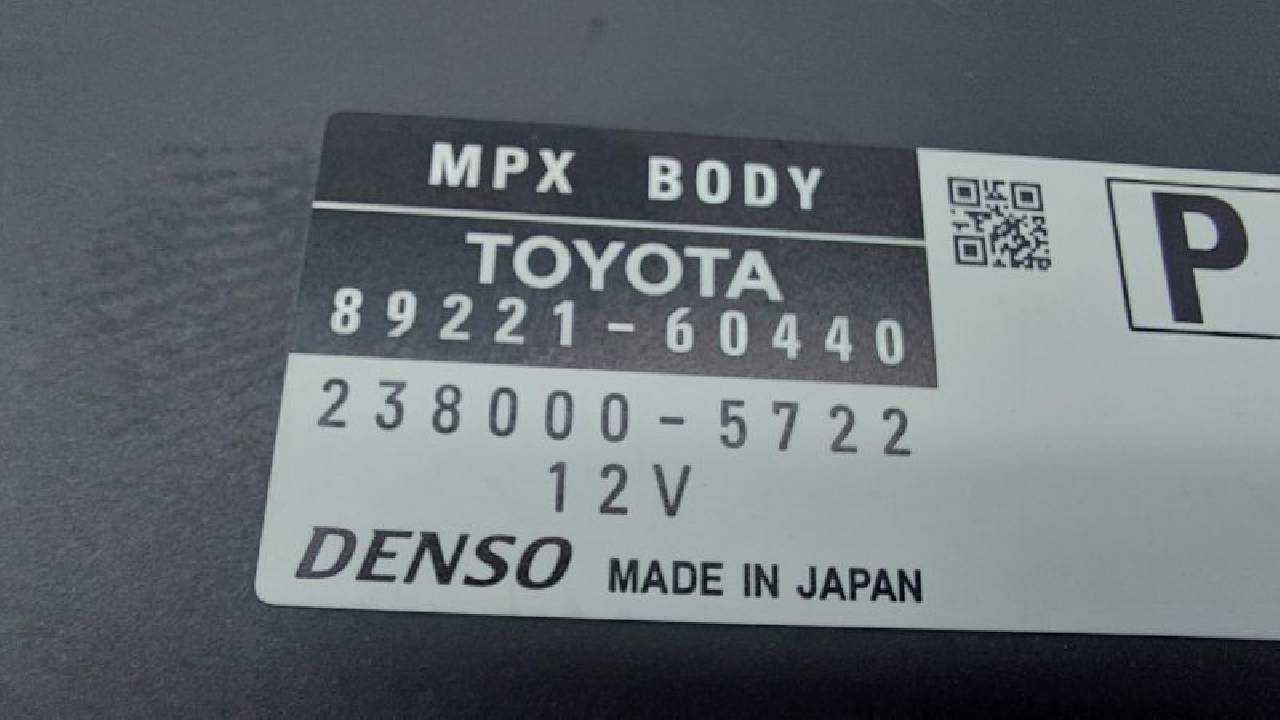 MPX BODY
TOYOTA
89221-60440
238000-5722
12V
DENSO MADE IN JAPAN
P